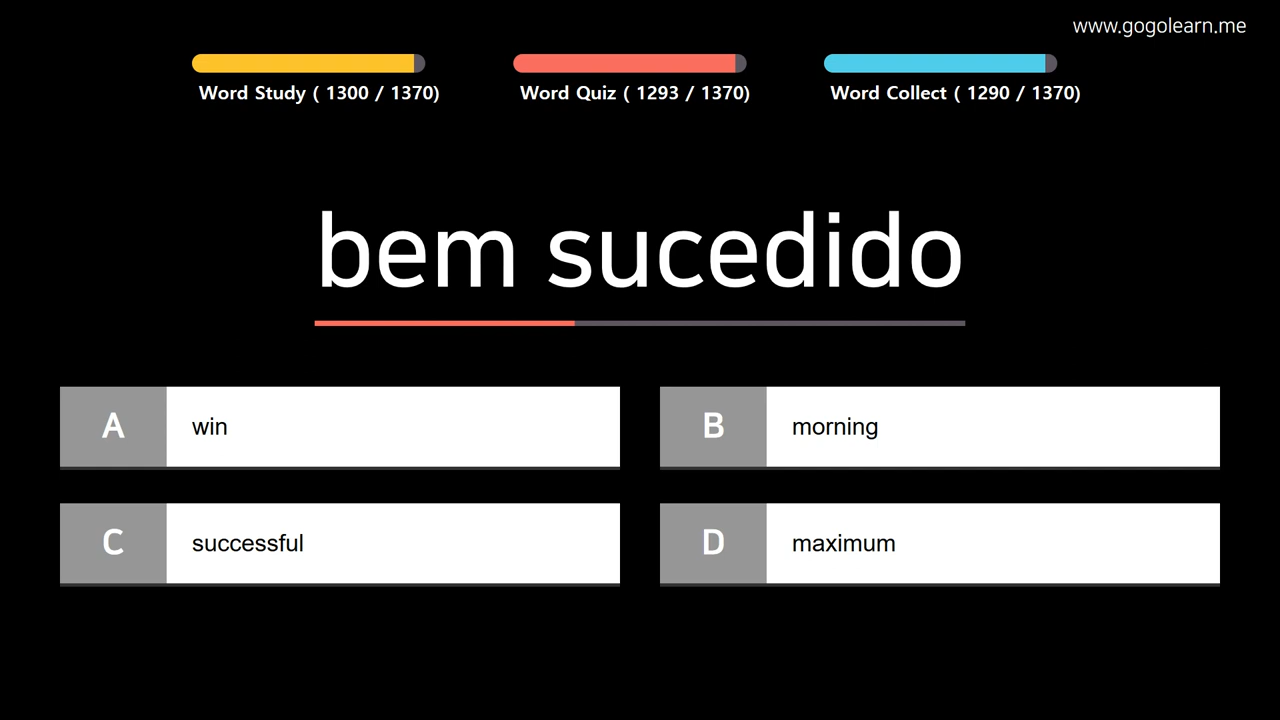 www.gogolearn.me
Word Study ( 1300 / 1370)
Word Quiz ( 1293 / 1370)
Word Collect ( 1290 / 1370)
bem sucedido
A win
B morning
C successful
D maximum